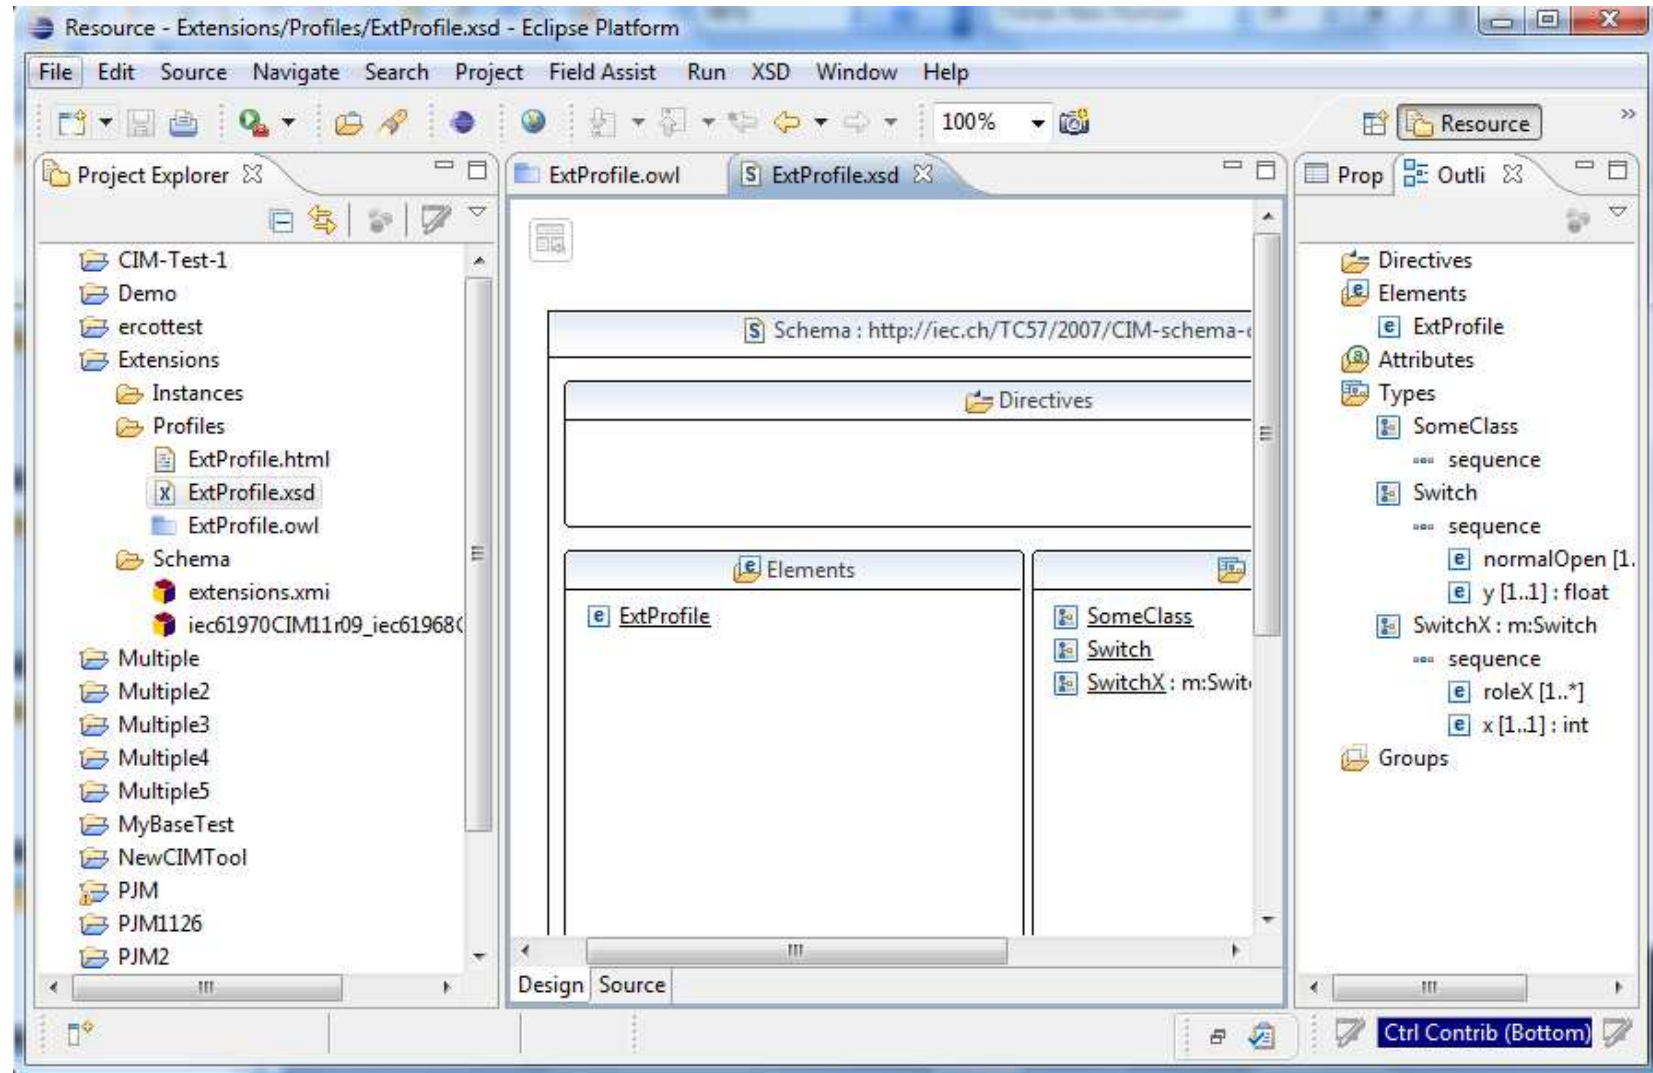 Resource - Extensions/Profiles/ExtProfile.xsd - Eclipse Platform
File Edit Source Navigate Search Project Field Assist Run XSD Window Help
100%
Resource
Project Explorer
CIM-Test-1
Demo
ercottest
Extensions
Instances
Profiles
ExtProfile.html
ExtProfile.xsd
ExtProfile.owl
Schema
extensions.xmi
iec61970CIM11r09_iec61968
Multiple
Multiple2
Multiple3
Multiple4
Multiple5
MyBaseTest
NewCIMTool
PJM
PJM1126
PJM2
ExtProfile.owl ExtProfile.xsd
Schema : http://iec.ch/TC57/2007/CIM-schema-
Directives
Elements
ExtProfile
SomeClass
Switch
SwitchX : m:Swit
Design Source
Prop Outli
Directives
Elements
ExtProfile
Attributes
Types
SomeClass
sequence
Switch
sequence
normalOpen [1.
y [1..1] : float
SwitchX : m:Switch
sequence
roleX [1..*]
x [1..1] : int
Groups
Ctrl Contrib (Bottom)